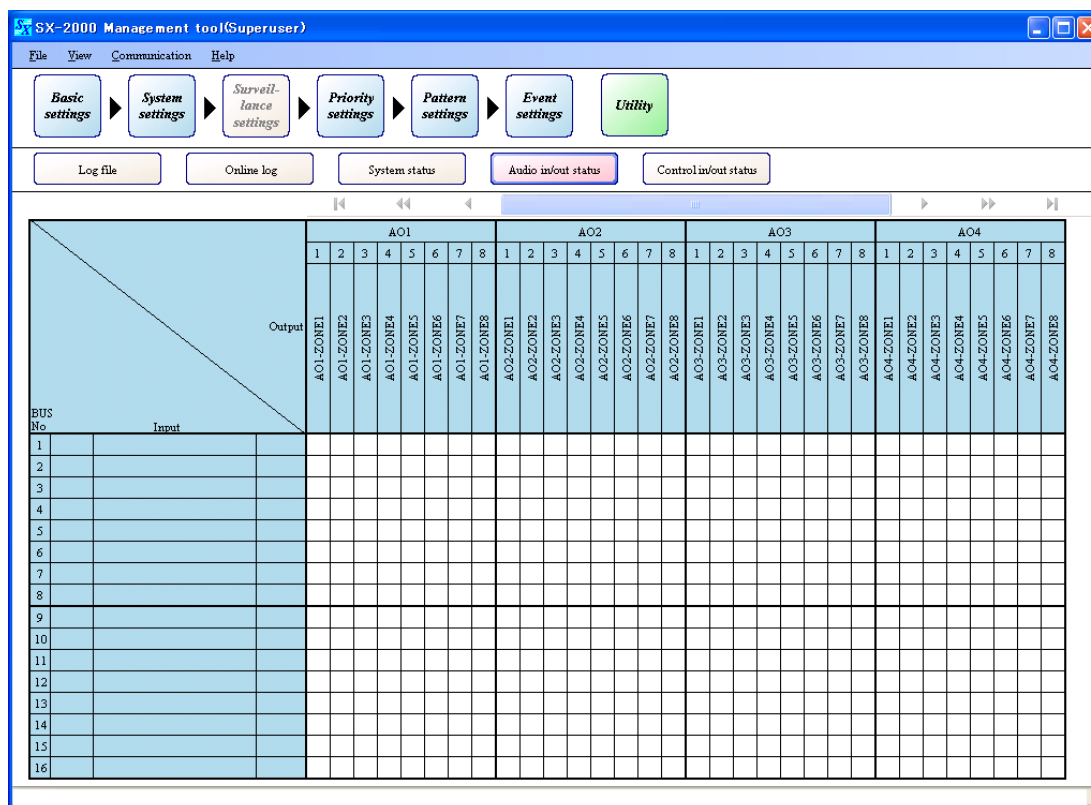 SX-2000 Management tool(Superuser)
File View Communication Help
Basic settings System settings Surveil-lance settings Priority settings Pattern settings Event settings Utility
Log file Online log System status Audio in/out status Control in/out status
AO1 AO2 AO3 AO4
1 2 3 4 5 6 7 8 1 2 3 4 5 6 7 8 1 2 3 4 5 6 7 8 1 2 3 4 5 6 7 8
Output
AO1-ZONE1
AO1-ZONE2
AO1-ZONE3
AO1-ZONE4
AO1-ZONE5
AO1-ZONE6
AO1-ZONE7
AO1-ZONE8
AO2-ZONE1
AO2-ZONE2
AO2-ZONE3
AO2-ZONE4
AO2-ZONE5
AO2-ZONE6
AO2-ZONE7
AO2-ZONE8
AO3-ZONE1
AO3-ZONE2
AO3-ZONE3
AO3-ZONE4
AO3-ZONE5
AO3-ZONE6
AO3-ZONE7
AO3-ZONE8
AO4-ZONE1
AO4-ZONE2
AO4-ZONE3
AO4-ZONE4
AO4-ZONE5
AO4-ZONE6
AO4-ZONE7
AO4-ZONE8
BUS
No Input
1
2
3
4
5
6
7
8
9
10
11
12
13
14
15
16